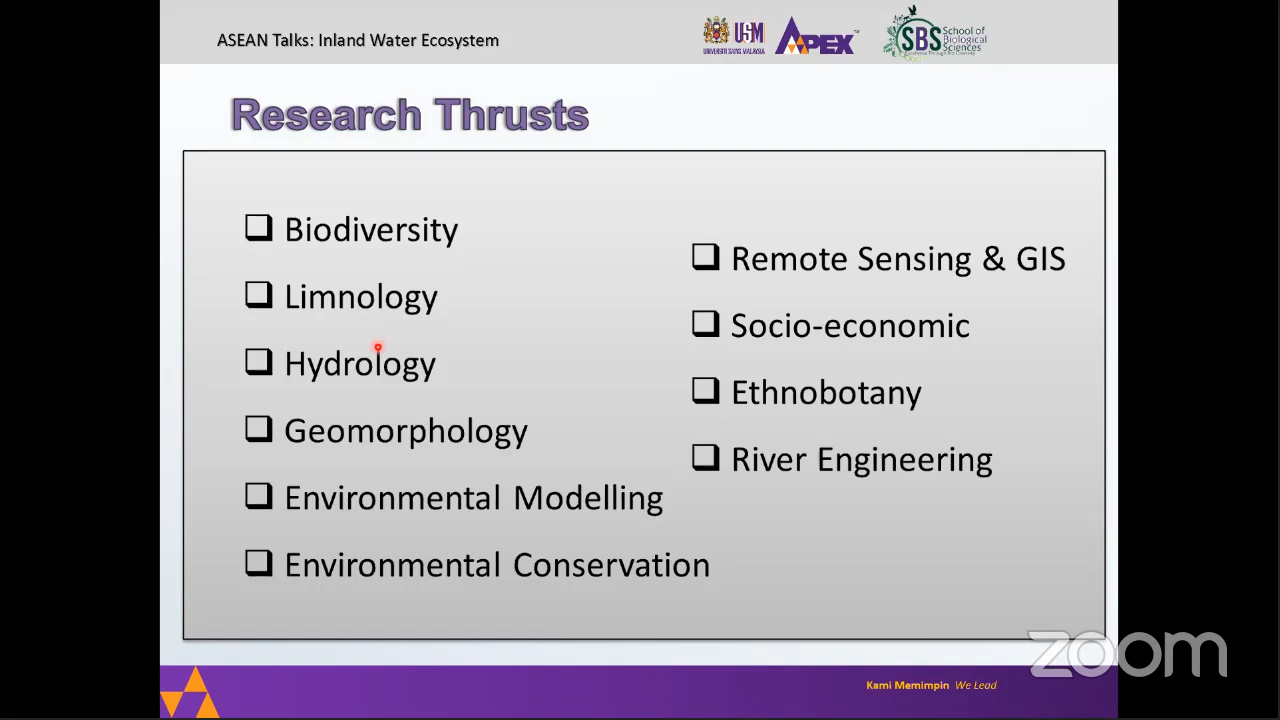 ASEAN Talks: Inland Water Ecosystem
USM
UNIVERSITI SAINS MALAYSIA
APEX™
SBS
School of
Biological
Sciences
Research Thrusts
Biodiversity
Limnology
Hydrology
Geomorphology
Environmental Modelling
Environmental Conservation
Remote Sensing & GIS
Socio-economic
Ethnobotany
River Engineering
zoom
Kami Memimpin We Lead